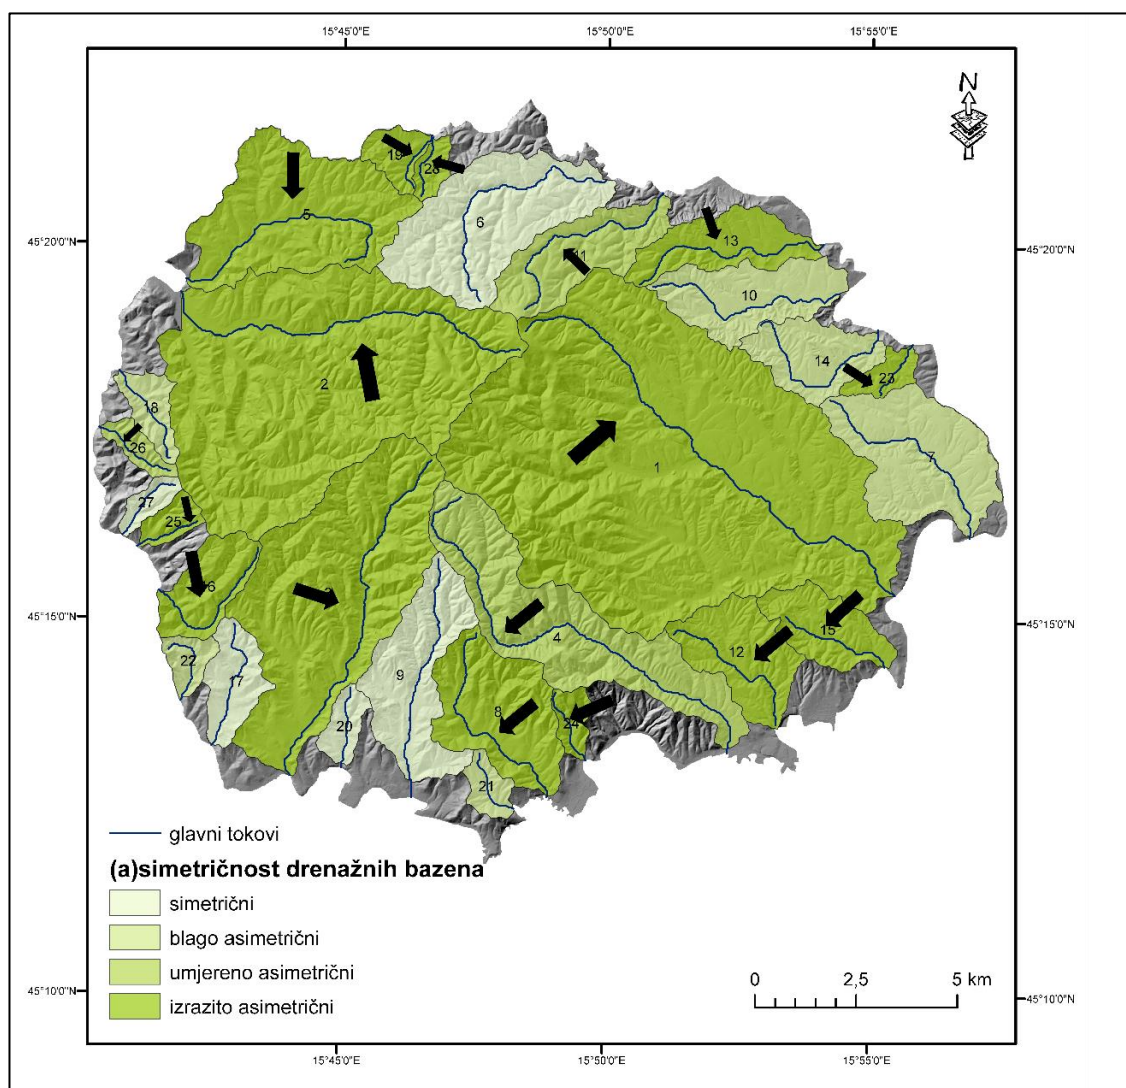 15°45'0"E
15°50'0"E
15°55'0"E
N
45°20'0"N
45°20'0"N
19
28
5
6
11
13
10
2
14
23
18
26
1
7
27
25
16
3
45°15'0"N
45°15'0"N
22
17
9
4
12
15
20
8
24
21
glavni tokovi
(a)simetričnost drenažnih bazena
simetrični
blago asimetrični
umjereno asimetrični
izrazito asimetrični
0
2,5
5 km
45°10'0"N
45°10'0"N
15°45'0"E
15°50'0"E
15°55'0"E